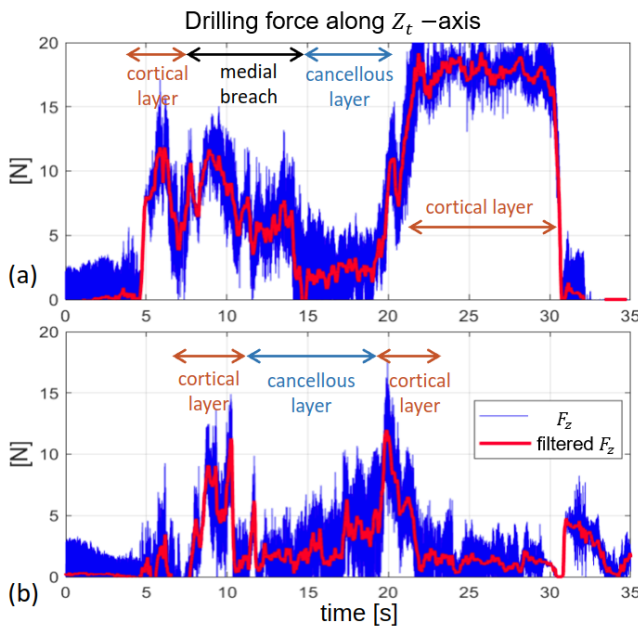 Drilling force along Z_t −axis
20
15
10
5
0
[N]
cortical
layer
medial
breach
cancellous
layer
cortical layer
(a)
5 10 15 20 25 30 35
20
15
10
5
0
[N]
cortical
layer
cancellous
layer
cortical
layer
F_z
filtered F_z
(b)
0 5 10 15 20 25 30 35
time [s]